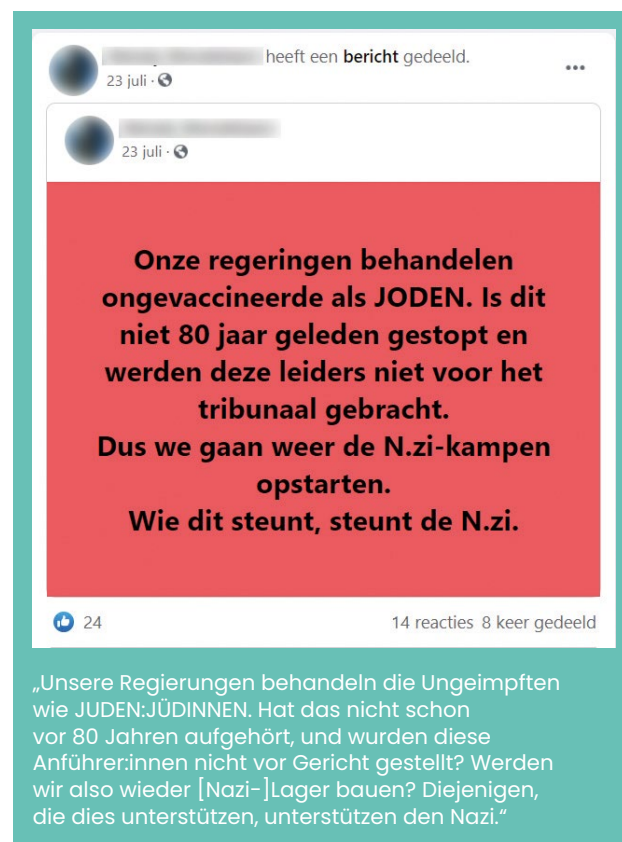 heeft een bericht gedeeld.
23 juli
23 juli
Onze regeringen behandelen
ongevaccineerde als JODEN. Is dit
niet 80 jaar geleden gestopt en
werden deze leiders niet voor het
tribunaal gebracht.
Dus we gaan weer de N.zi-kampen
opstarten.
Wie dit steunt, steunt de N.zi.
24
14 reacties 8 keer gedeeld
„Unsere Regierungen behandeln die Ungeimpften
wie JUDEN:JÜDINNEN. Hat das nicht schon
vor 80 Jahren aufgehört, und wurden diese
Anführer:innen nicht vor Gericht gestellt? Werden
wir also wieder [Nazi-]Lager bauen? Diejenigen,
die dies unterstützen, unterstützen den Nazi.“